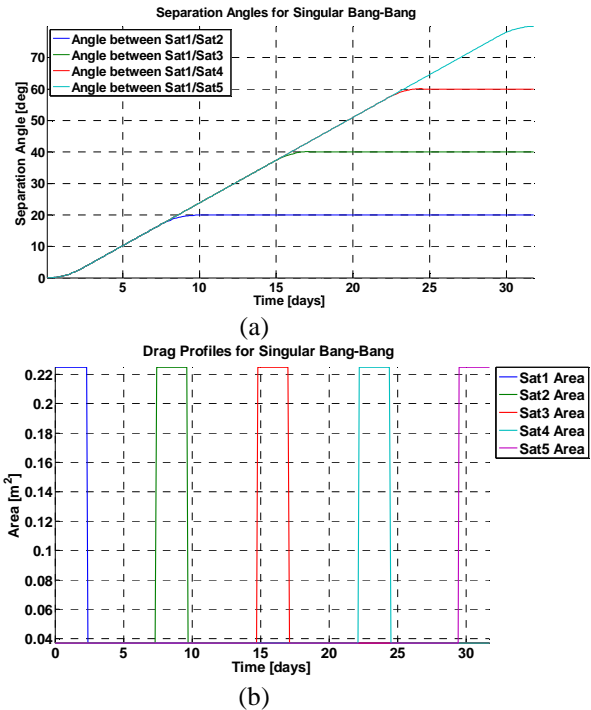 Separation Angles for Singular Bang-Bang
Angle between Sat1/Sat2
Angle between Sat1/Sat3
Angle between Sat1/Sat4
Angle between Sat1/Sat5
Separation Angle [deg]
70
60
50
40
30
20
10
0
5 10 15 20 25 30
Time [days]
(a)
Drag Profiles for Singular Bang-Bang
Sat1 Area
Sat2 Area
Sat3 Area
Sat4 Area
Sat5 Area
Area [m²]
0.22
0.2
0.18
0.16
0.14
0.12
0.1
0.08
0.06
0.04
0 5 10 15 20 25 30
Time [days]
(b)